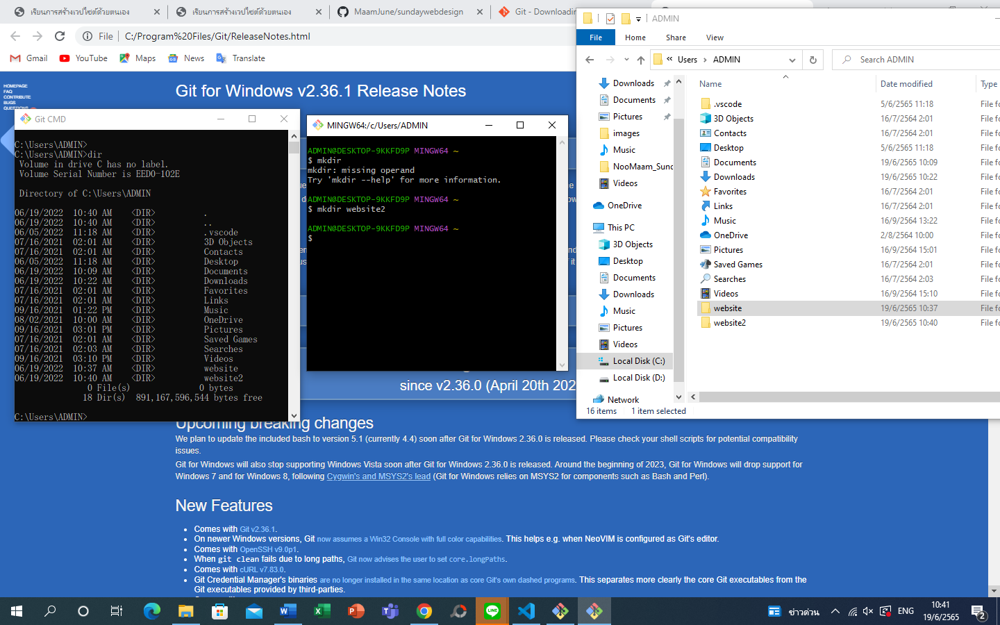 เรียนการสร้างเวปไซต์ด้วยตนเอง
เรียนการสร้างเวปไซต์ด้วยตนเอง
MaamJune/sundaywebdesign
Git - Downloadin
File
C:/Program%20Files/Git/ReleaseNotes.html
Gmail
YouTube
Maps
News
Translate
HOMEPAGE
FAQ
CONTRIBUTE
BUGS
QUESTIONS
Git for Windows v2.36.1 Release Notes
Git CMD
C:\Users\ADMIN>
C:\Users\ADMIN>dir
Volume in drive C has no label.
Volume Serial Number is EED0-102E
Directory of C:\Users\ADMIN
06/19/2022 10:40 AM <DIR> .
06/19/2022 10:40 AM <DIR> ..
06/05/2022 11:18 AM <DIR> .vscode
07/16/2021 02:01 AM <DIR> 3D Objects
07/16/2021 02:01 AM <DIR> Contacts
06/05/2022 11:18 AM <DIR> Desktop
06/19/2022 10:09 AM <DIR> Documents
06/19/2022 10:22 AM <DIR> Downloads
07/16/2021 02:01 AM <DIR> Favorites
07/16/2021 02:01 AM <DIR> Links
09/16/2021 01:22 PM <DIR> Music
08/02/2021 10:00 AM <DIR> OneDrive
09/16/2021 03:01 PM <DIR> Pictures
07/16/2021 02:01 AM <DIR> Saved Games
07/16/2021 02:03 AM <DIR> Searches
09/16/2021 03:10 PM <DIR> Videos
06/19/2022 10:37 AM <DIR> website
06/19/2022 10:40 AM <DIR> website2
0 File(s) 0 bytes
18 Dir(s) 891,167,596,544 bytes free
C:\Users\ADMIN>
MINGW64:/c/Users/ADMIN
ADMIN@DESKTOP-9KKFD9P MINGW64 ~
$ mkdir
mkdir: missing operand
Try 'mkdir --help' for more information.
ADMIN@DESKTOP-9KKFD9P MINGW64 ~
$ mkdir website2
ADMIN@DESKTOP-9KKFD9P MINGW64 ~
$
ADMIN
File
Home
Share
View
« Users › ADMIN
Search ADMIN
Downloads
Documents
Pictures
images
Music
NooMaam_Sund
Videos
OneDrive
This PC
3D Objects
Desktop
Documents
Downloads
Music
Pictures
Videos
Local Disk (C:)
Local Disk (D:)
Network
Name Date modified Type
.vscode 5/6/2565 11:18 File fo
3D Objects 16/7/2564 2:01 File fo
Contacts 16/7/2564 2:01 File fo
Desktop 5/6/2565 11:18 File fo
Documents 19/6/2565 10:09 File fo
Downloads 19/6/2565 10:22 File fo
Favorites 16/7/2564 2:01 File fo
Links 16/7/2564 2:01 File fo
Music 16/9/2564 13:22 File fo
OneDrive 2/8/2564 10:00 File fo
Pictures 16/9/2564 15:01 File fo
Saved Games 16/7/2564 2:01 File fo
Searches 16/7/2564 2:03 File fo
Videos 16/9/2564 15:10 File fo
website 19/6/2565 10:37 File fo
website2 19/6/2565 10:40 File fo
16 items 1 item selected
since v2.36.0 (April 20th 202
Upcoming breaking changes
We plan to update the included bash to version 5.1 (currently 4.4) soon after Git for Windows 2.36.0 is released. Please check your shell scripts for potential compatibility
issues.
Git for Windows will also stop supporting Windows Vista soon after Git for Windows 2.36.0 is released. Around the beginning of 2023, Git for Windows will drop support for
Windows 7 and for Windows 8, following Cygwin's and MSYS2's lead (Git for Windows relies on MSYS2 for components such as Bash and Perl).
New Features
• Comes with Git v2.36.1.
• On newer Windows versions, Git now assumes a Win32 Console with full color capabilities. This helps e.g. when NeoVIM is configured as Git's editor.
• Comes with OpenSSH v9.0p1.
• When git clean fails due to long paths, Git now advises the user to set core.longPaths.
• Comes with cURL v7.83.0.
• Git Credential Manager's binaries are no longer installed in the same location as core Git's own dashed programs. This separates more clearly the core Git executables from the
Git executables provided by third-parties.
ข่าวด่วน
ENG
10:41
19/6/2565
2